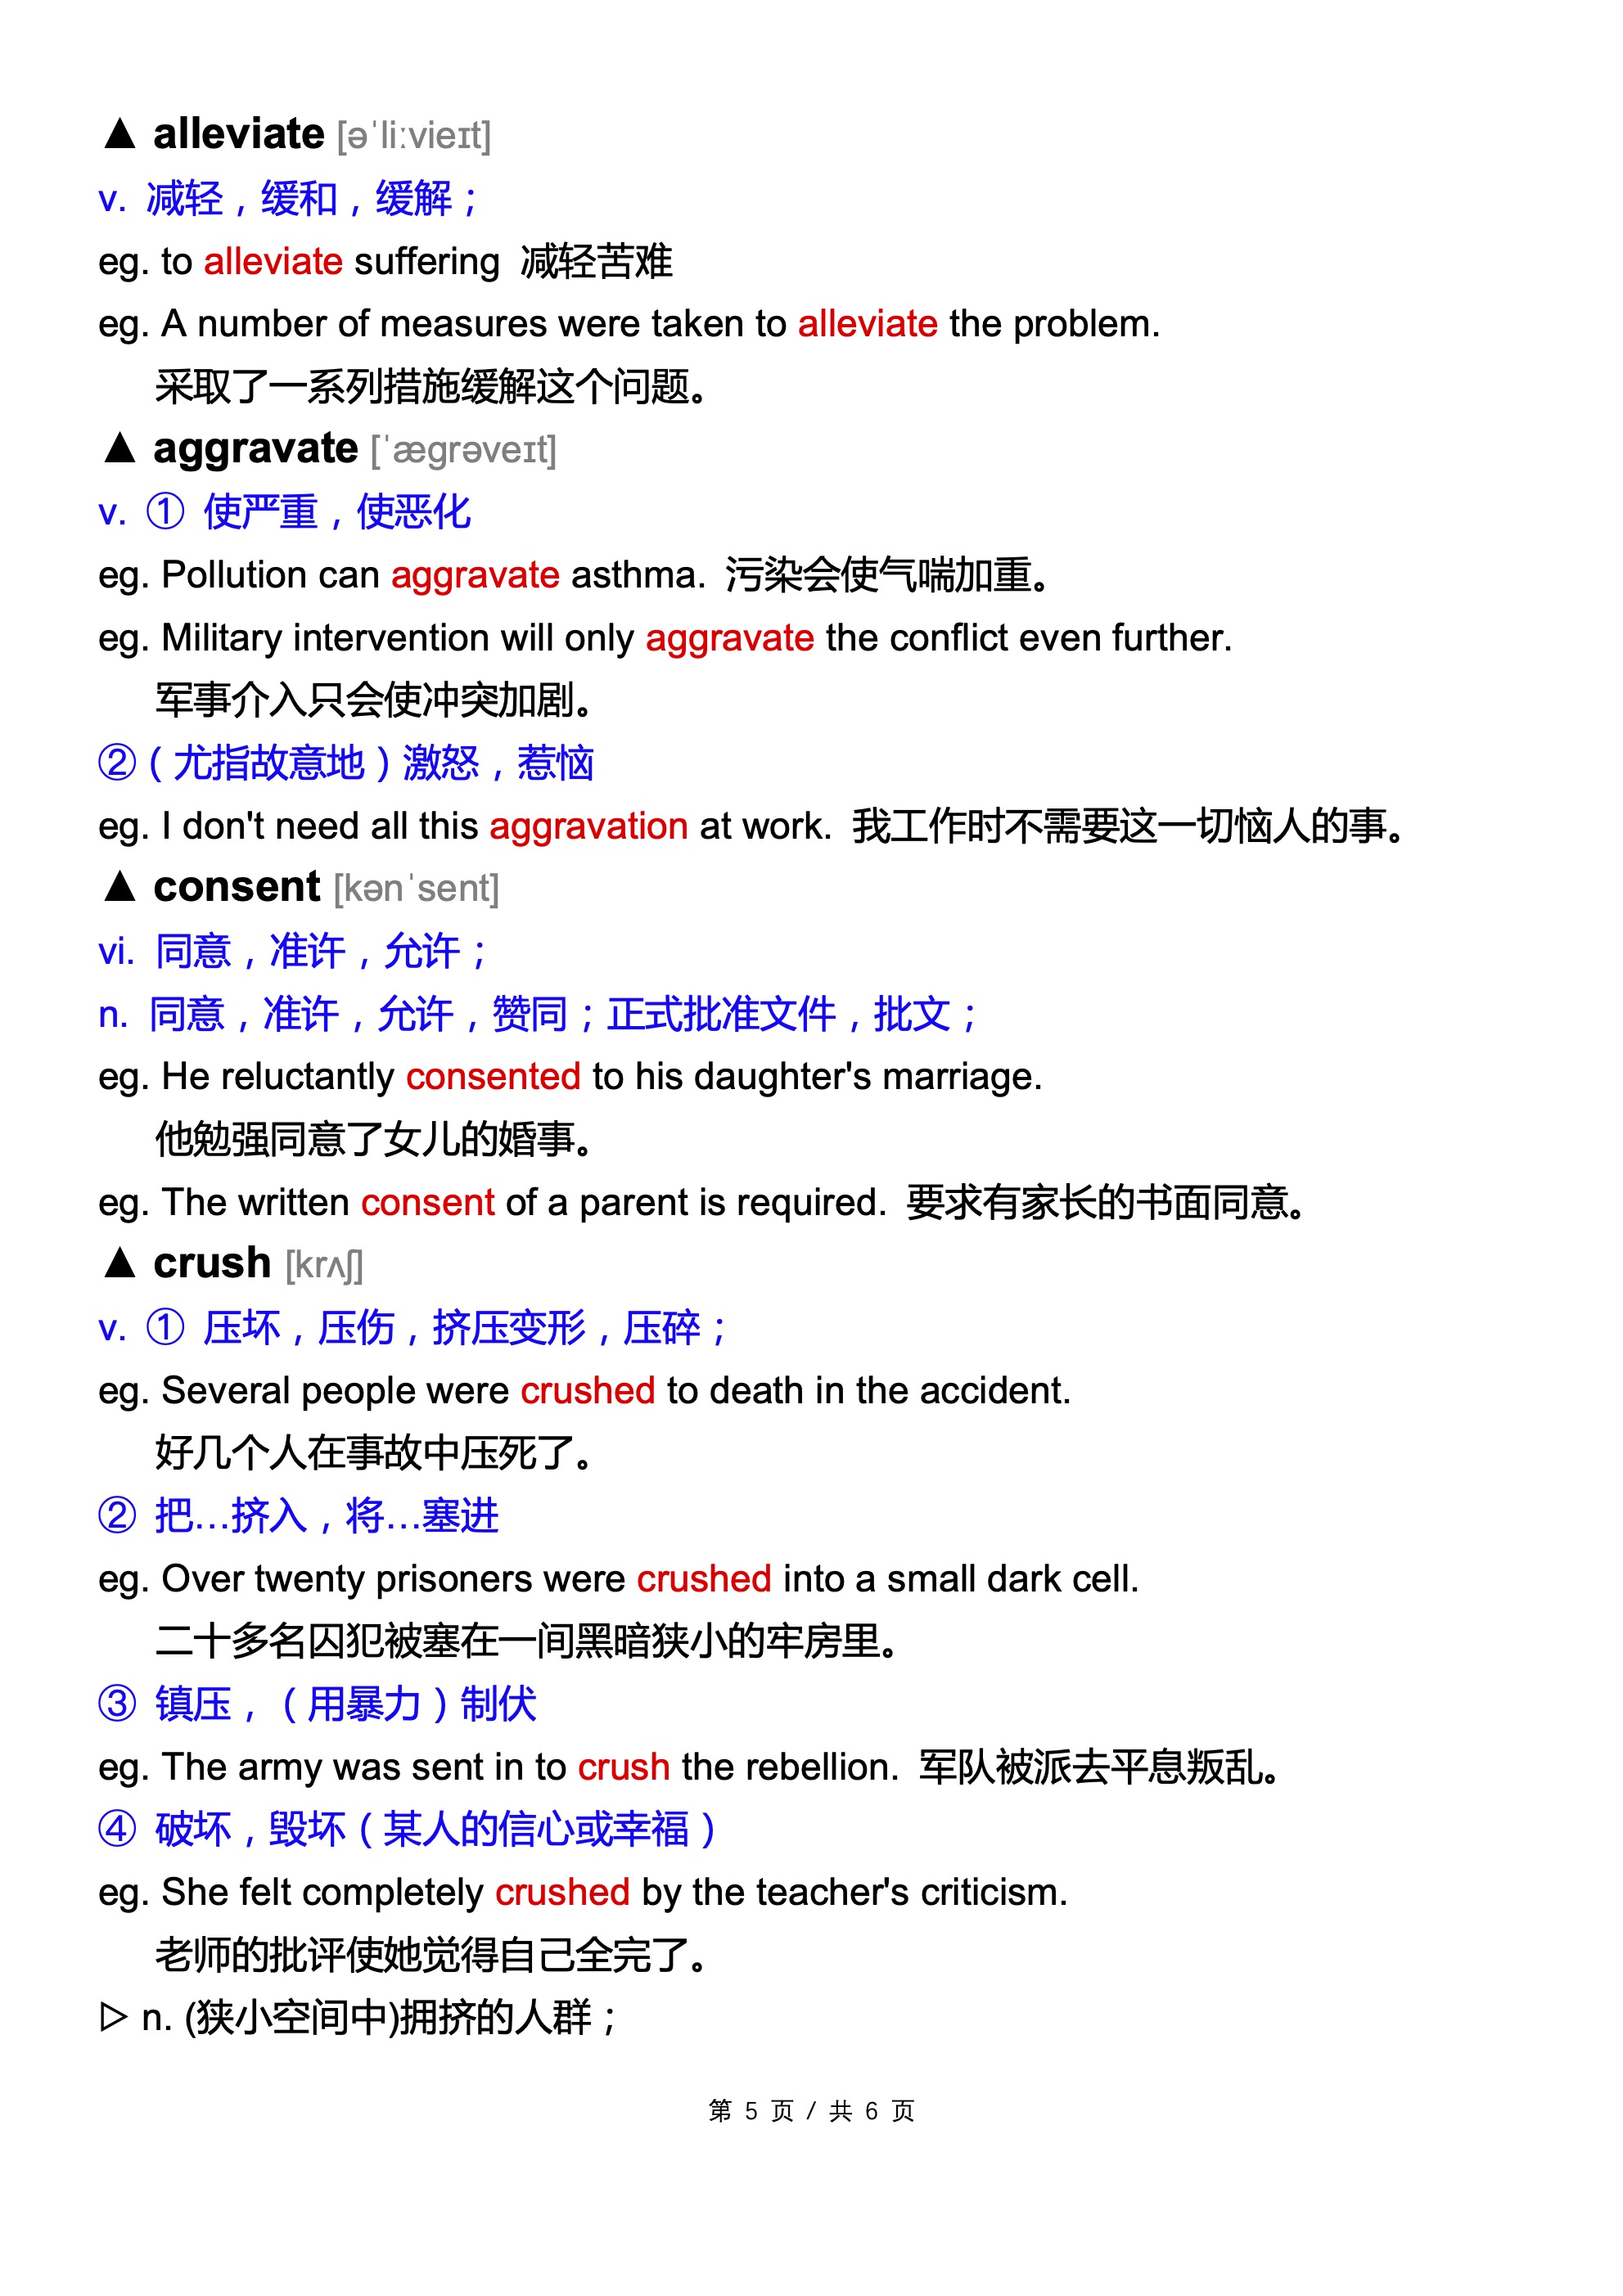 ▲ alleviate [əˈliːvieɪt]
v. 减轻，缓和，缓解；
eg. to alleviate suffering 减轻苦难
eg. A number of measures were taken to alleviate the problem.
采取了一系列措施缓解这个问题。
▲ aggravate [ˈæɡrəveɪt]
v. ① 使严重，使恶化
eg. Pollution can aggravate asthma. 污染会使气喘加重。
eg. Military intervention will only aggravate the conflict even further.
军事介入只会使冲突加剧。
②（尤指故意地）激怒，惹恼
eg. I don't need all this aggravation at work. 我工作时不需要这一切恼人的事。
▲ consent [kənˈsent]
vi. 同意，准许，允许；
n. 同意，准许，允许，赞同；正式批准文件，批文；
eg. He reluctantly consented to his daughter's marriage.
他勉强同意了女儿的婚事。
eg. The written consent of a parent is required. 要求有家长的书面同意。
▲ crush [krʌʃ]
v. ① 压坏，压伤，挤压变形，压碎；
eg. Several people were crushed to death in the accident.
好几个人在事故中压死了。
② 把…挤入，将…塞进
eg. Over twenty prisoners were crushed into a small dark cell.
二十多名囚犯被塞在一间黑暗狭小的牢房里。
③ 镇压，（用暴力）制伏
eg. The army was sent in to crush the rebellion. 军队被派去平息叛乱。
④ 破坏，毁坏（某人的信心或幸福）
eg. She felt completely crushed by the teacher's criticism.
老师的批评使她觉得自己全完了。
▷ n. (狭小空间中)拥挤的人群；
第 5 页 / 共 6 页